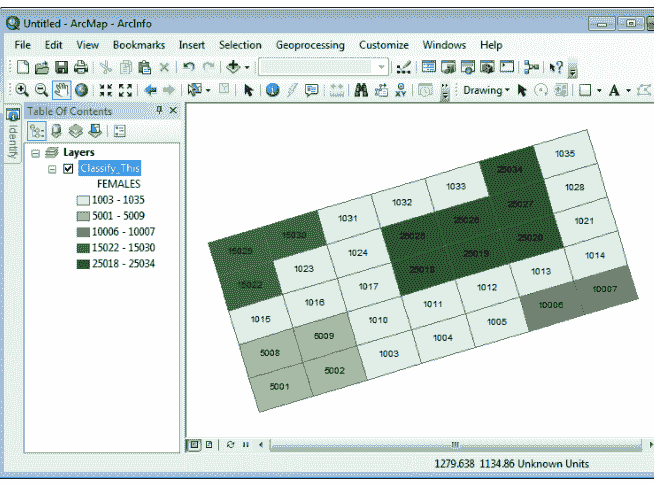 Untitled - ArcMap - ArcInfo
File Edit View Bookmarks Insert Selection Geoprocessing Customize Windows Help
Drawing
Identify
Table Of Contents
Layers
Classify_This
FEMALES
1003 - 1035
5001 - 5009
10006 - 10007
15022 - 15030
25018 - 25034
15029 15030 1031 1032 1033 25034 1035
15022 1023 1024 25025 25026 25027 1028
1015 1016 1017 25018 25019 25020 1021
5008 5009 1010 1011 1012 1013 1014
5001 5002 1003 1004 1005 10006 10007
1279.638 1134.86 Unknown Units